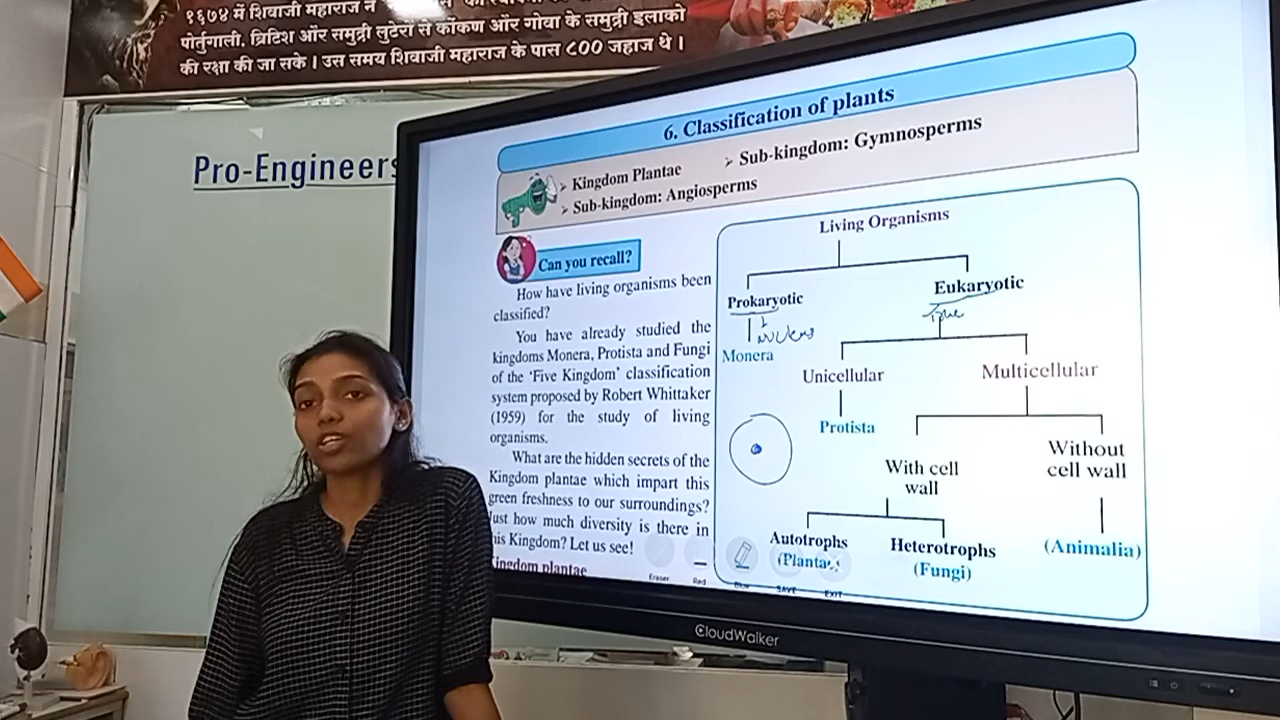 १६७४ में शिवाजी महाराज ने
पोर्तुगाली, ब्रिटिश और समुद्री लुटेरों से कोंकण और गोवा के समुद्री इलाको
की रक्षा की जा सके । उस समय शिवाजी महाराज के पास ८०० जहाज थे ।
Pro-Engineers
6. Classification of plants
➢ Kingdom Plantae
➢ Sub-kingdom: Gymnosperms
➢ Sub-kingdom: Angiosperms
Can you recall?
How have living organisms been
classified?
You have already studied the
kingdoms Monera, Protista and Fungi
of the ‘Five Kingdom’ classification
system proposed by Robert Whittaker
(1959) for the study of living
organisms.
What are the hidden secrets of the
Kingdom plantae which impart this
green freshness to our surroundings?
Just how much diversity is there in
this Kingdom? Let us see!
Kingdom plantae
Living Organisms
Prokaryotic
Eukaryotic
True
Nucleus
Monera
Unicellular
Multicellular
Protista
With cell
wall
Without
cell wall
Autotrophs
(Plantae)
Heterotrophs
(Fungi)
(Animalia)
Eraser
Red
Blue
SAVE
EXIT
CloudWalker